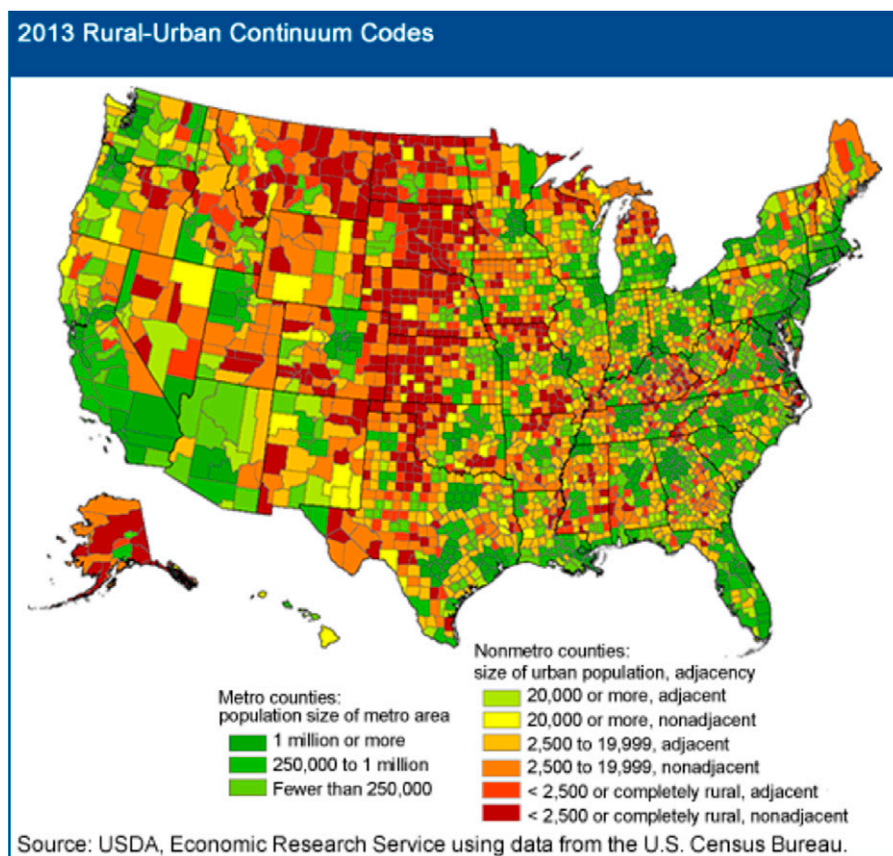 2013 Rural-Urban Continuum Codes
Metro counties:
population size of metro area
1 million or more
250,000 to 1 million
Fewer than 250,000
Nonmetro counties:
size of urban population, adjacency
20,000 or more, adjacent
20,000 or more, nonadjacent
2,500 to 19,999, adjacent
2,500 to 19,999, nonadjacent
< 2,500 or completely rural, adjacent
< 2,500 or completely rural, nonadjacent
Source: USDA, Economic Research Service using data from the U.S. Census Bureau.